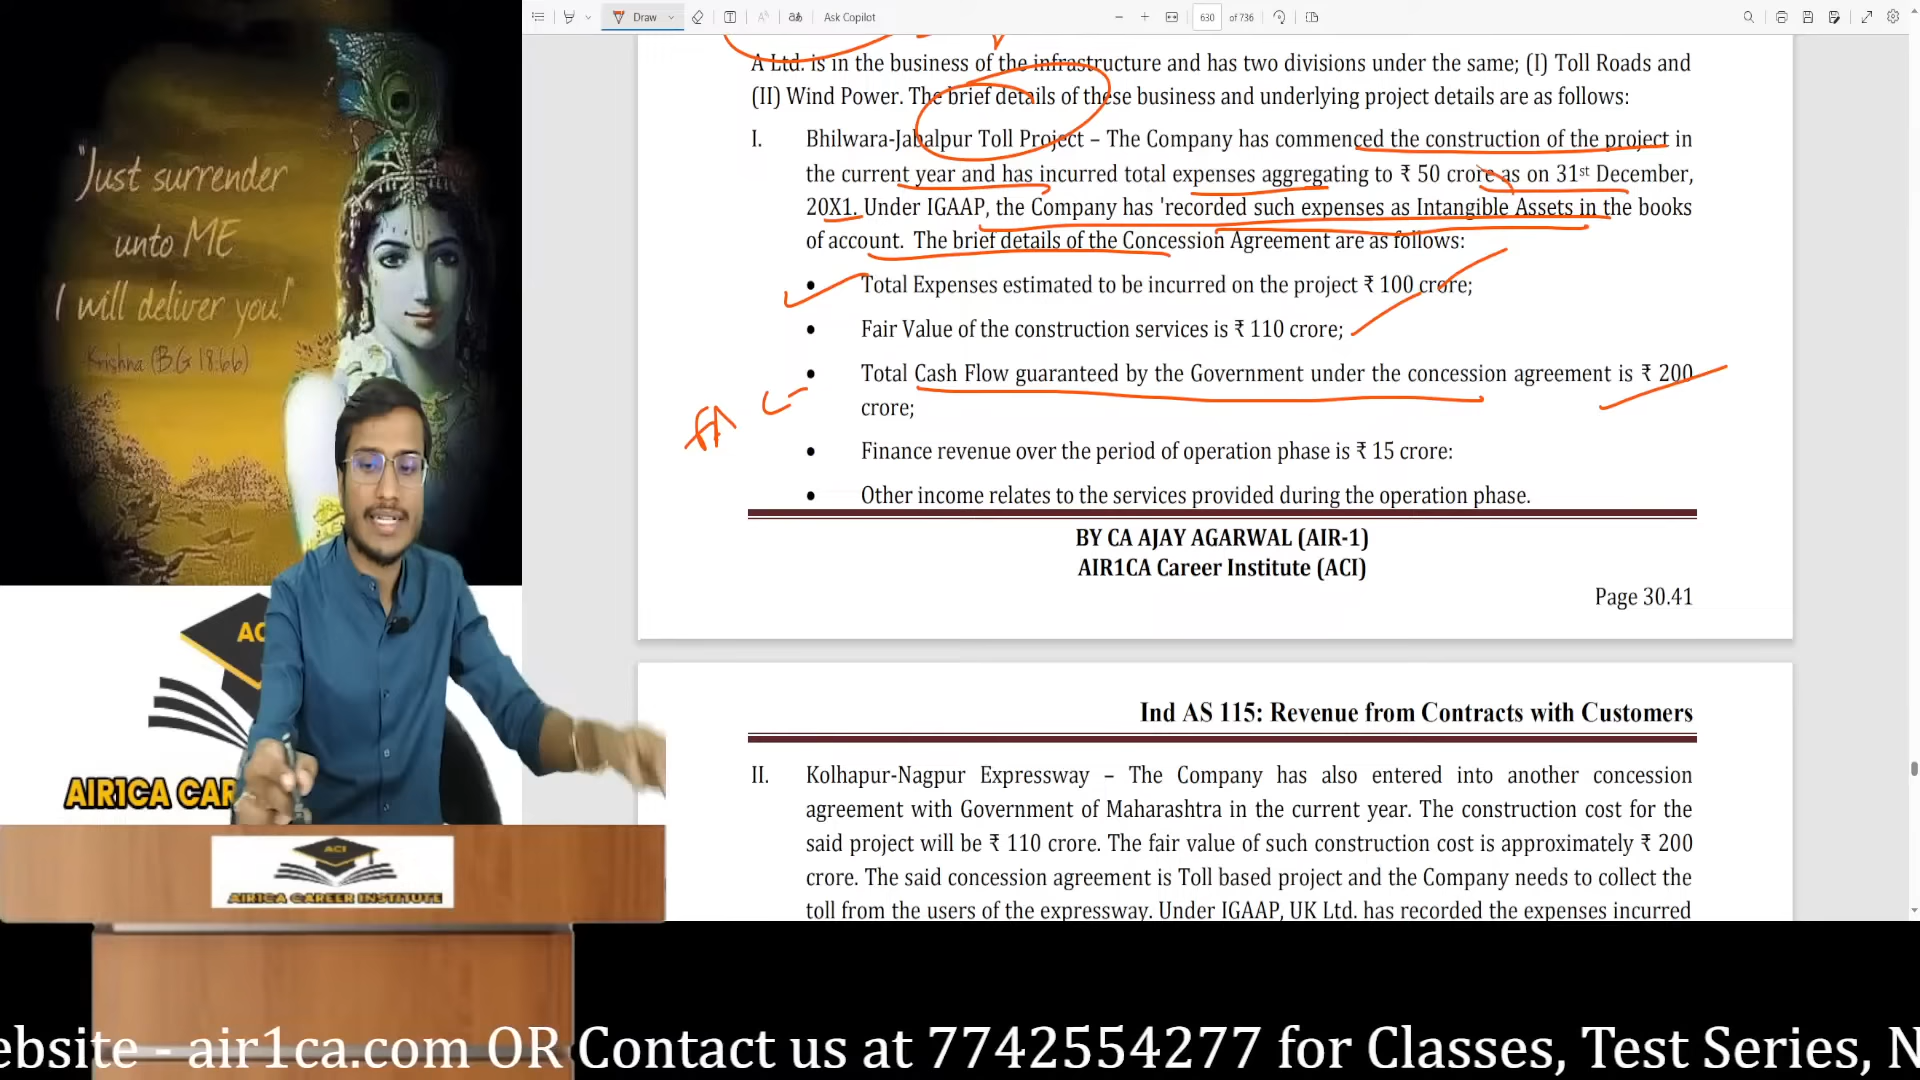 Draw
Ask Copilot
630 of 736
"Just surrender
unto ME
I will deliver you!"
Krishna (B.G 18:66)
A Ltd. is in the business of the infrastructure and has two divisions under the same; (I) Toll Roads and
(II) Wind Power. The brief details of these business and underlying project details are as follows:
I. Bhilwara-Jabalpur Toll Project – The Company has commenced the construction of the project in
the current year and has incurred total expenses aggregating to ₹ 50 crore as on 31st December,
20X1. Under IGAAP, the Company has 'recorded such expenses as Intangible Assets in the books
of account. The brief details of the Concession Agreement are as follows:
• Total Expenses estimated to be incurred on the project ₹ 100 crore;
• Fair Value of the construction services is ₹ 110 crore;
• Total Cash Flow guaranteed by the Government under the concession agreement is ₹ 200
crore;
FA
• Finance revenue over the period of operation phase is ₹ 15 crore:
• Other income relates to the services provided during the operation phase.
BY CA AJAY AGARWAL (AIR-1)
AIR1CA Career Institute (ACI)
Page 30.41
Ind AS 115: Revenue from Contracts with Customers
II. Kolhapur-Nagpur Expressway – The Company has also entered into another concession
agreement with Government of Maharashtra in the current year. The construction cost for the
said project will be ₹ 110 crore. The fair value of such construction cost is approximately ₹ 200
crore. The said concession agreement is Toll based project and the Company needs to collect the
toll from the users of the expressway. Under IGAAP, UK Ltd. has recorded the expenses incurred
AC
AIR1CA CAR
ACI
AIR1CA CAREER INSTITUTE
ebsite - air1ca.com OR Contact us at 7742554277 for Classes, Test Series, N